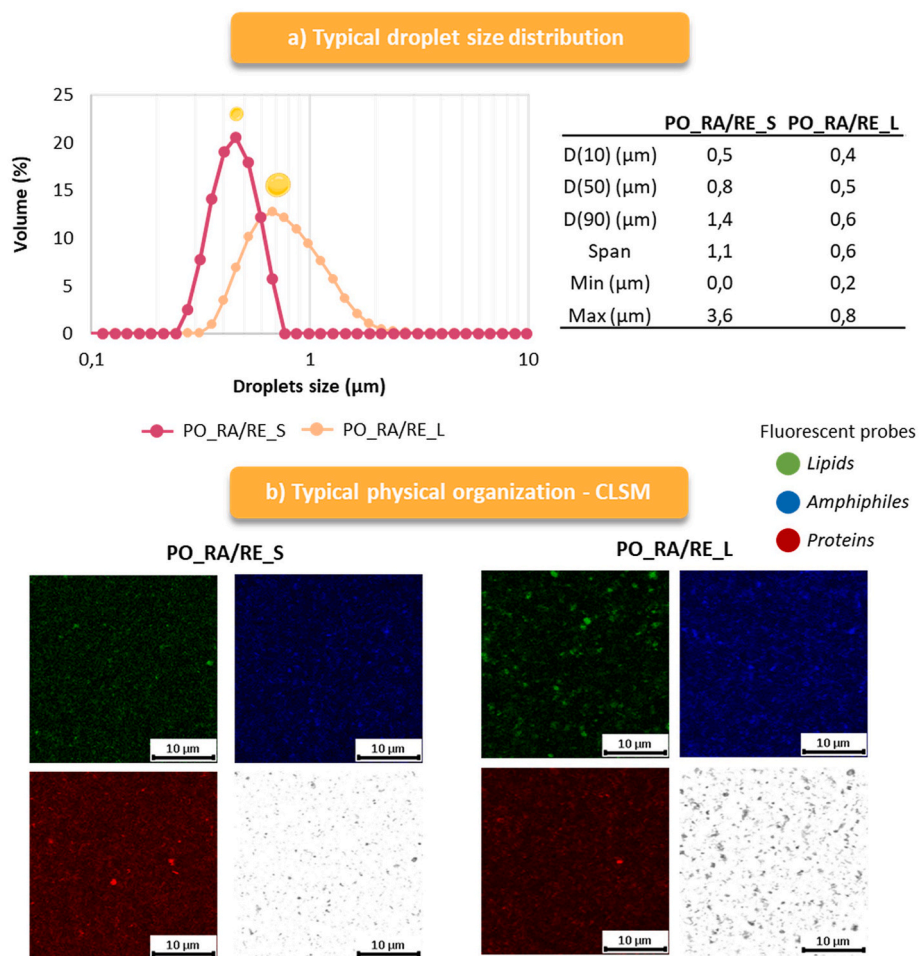 a) Typical droplet size distribution
25
20
15
10
5
0
Volume (%)
0,1
1
10
Droplets size (µm)
PO_RA/RE_S
PO_RA/RE_L
PO_RA/RE_S PO_RA/RE_L
D(10) (µm) 0,5 0,4
D(50) (µm) 0,8 0,5
D(90) (µm) 1,4 0,6
Span 1,1 0,6
Min (µm) 0,0 0,2
Max (µm) 3,6 0,8
Fluorescent probes
Lipids
Amphiphiles
Proteins
b) Typical physical organization - CLSM
PO_RA/RE_S
PO_RA/RE_L
10 µm
10 µm
10 µm
10 µm
10 µm
10 µm
10 µm
10 µm